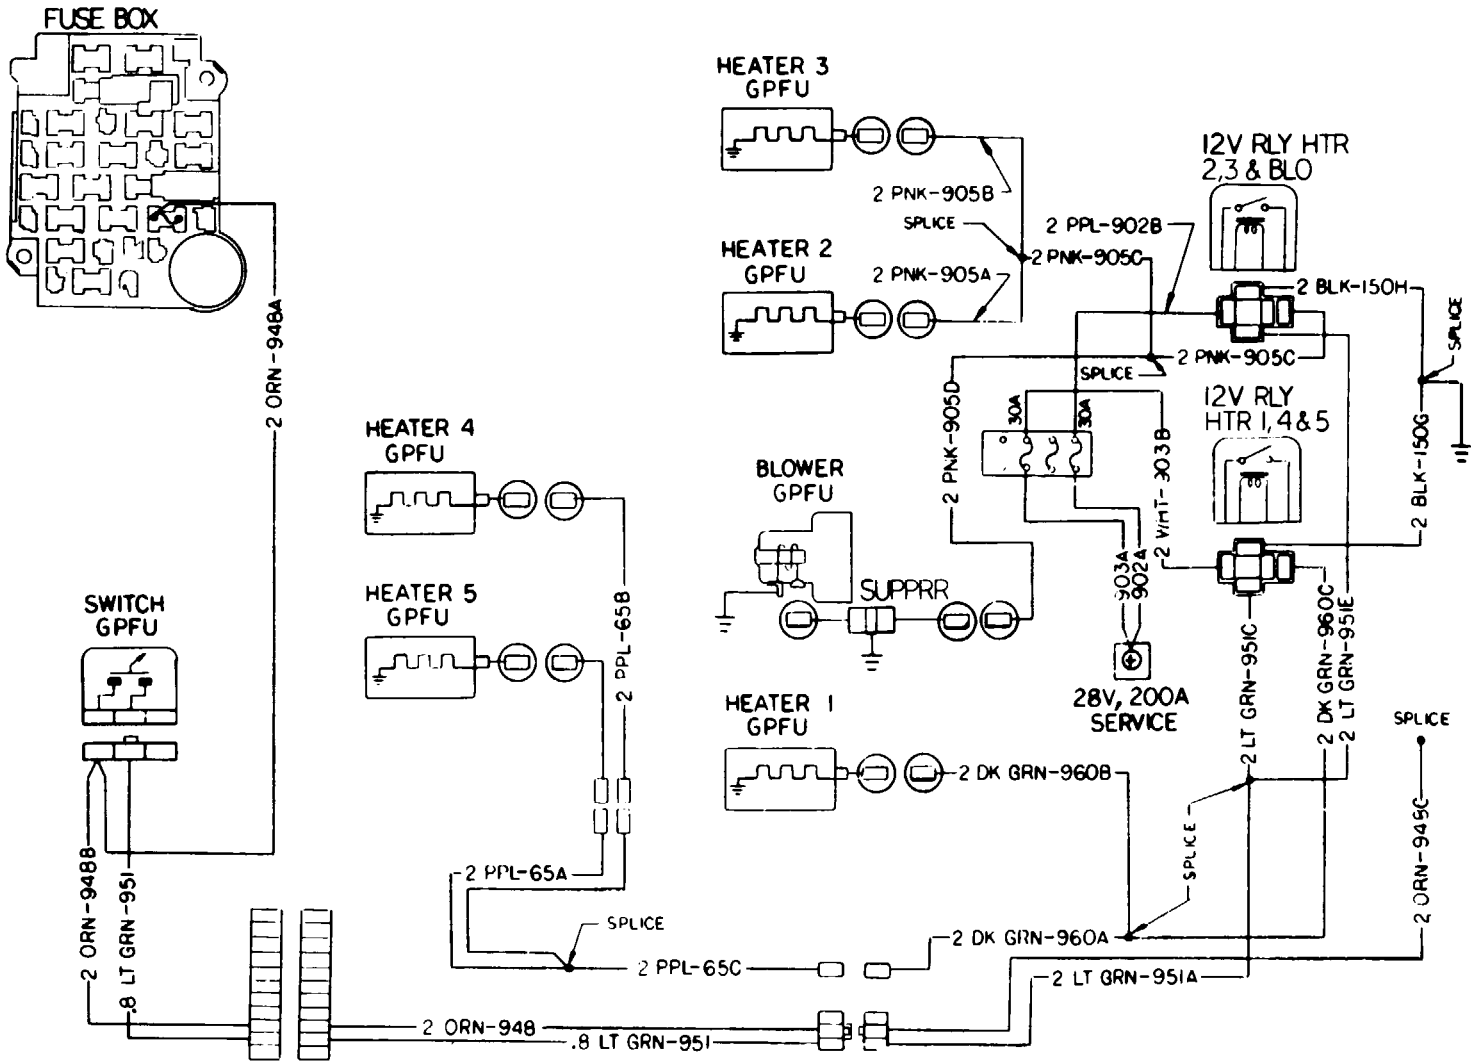 FUSE BOX
HEATER 3
GPFU
12V RLY HTR
2,3 & BLO
2 PNK-905B
SPLICE
2 PPL-902B
HEATER 2
GPFU
2 PNK-905C
2 PNK-905A
2 BLK-150H
SPLICE
2 ORN-948A
2 PNK-905C
SPLICE
2 PNK-905D
30A
30A
12V RLY
HTR 1,4&5
HEATER 4
GPFU
BLOWER
GPFU
2 WHT-903B
2 BLK-150G
SUPPRR
903A
902A
HEATER 5
GPFU
2 PPL-65B
SWITCH
GPFU
2 LT GRN-951C
2 DK GRN-960C
2 LT GRN-951E
28V, 200A
SERVICE
HEATER 1
GPFU
SPLICE
2 DK GRN-960B
SPLICE
2 ORN-948B
.8 LT GRN-951
2 PPL-65A
SPLICE
2 ORN-948C
2 DK GRN-960A
2 PPL-65C
2 LT GRN-951A
2 ORN-948
.8 LT GRN-951